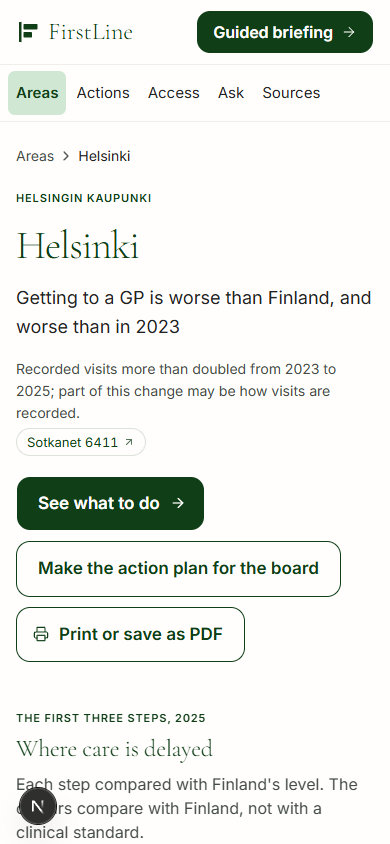 FirstLine
Guided briefing
Areas Actions Access Ask Sources
Areas Helsinki
HELSINGIN KAUPUNKI
Helsinki
Getting to a GP is worse than Finland, and
worse than in 2023
Recorded visits more than doubled from 2023 to
2025; part of this change may be how visits are
recorded.
Sotkanet 6411
See what to do
Make the action plan for the board
Print or save as PDF
THE FIRST THREE STEPS, 2025
Where care is delayed
Each step compared with Finland's level. The
compare with Finland, not with a
N
clinical standard.